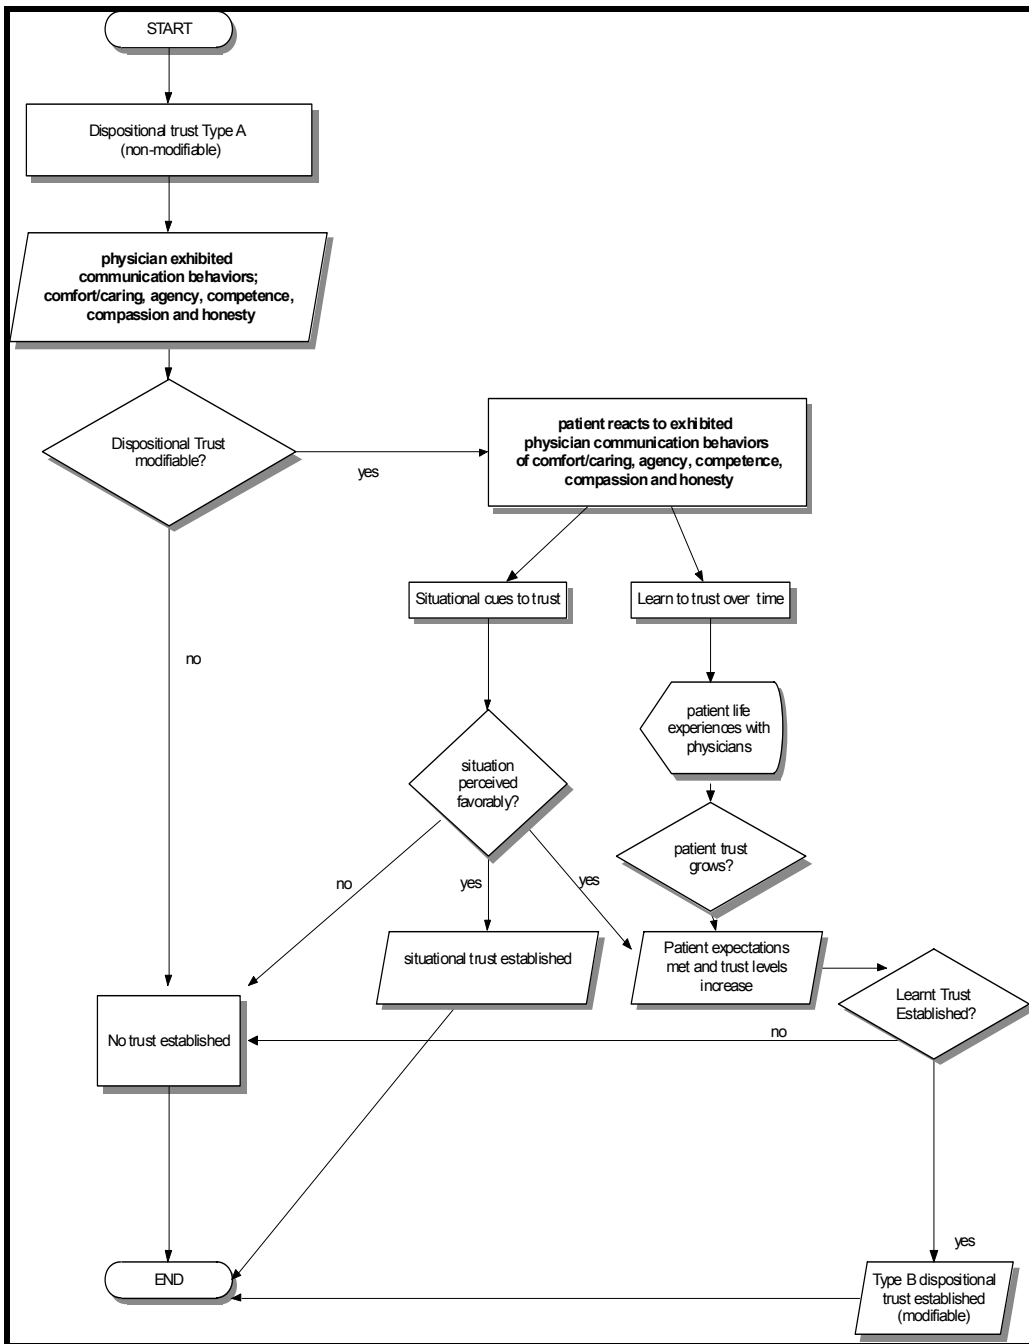 START
Dispositional trust Type A
(non-modifiable)
physician exhibited
communication behaviors;
comfort/caring, agency, competence,
compassion and honesty
Dispositional Trust
modifiable?
yes
patient reacts to exhibited
physician communication behaviors
of comfort/caring, agency, competence,
compassion and honesty
Situational cues to trust
Learn to trust over time
no
patient life
experiences with
physicians
situation
perceived
favorably?
patient trust
grows?
no
yes
yes
situational trust established
Patient expectations
met and trust levels
increase
Learnt Trust
Established?
No trust established
no
yes
END
Type B dispositional
trust established
(modifiable)